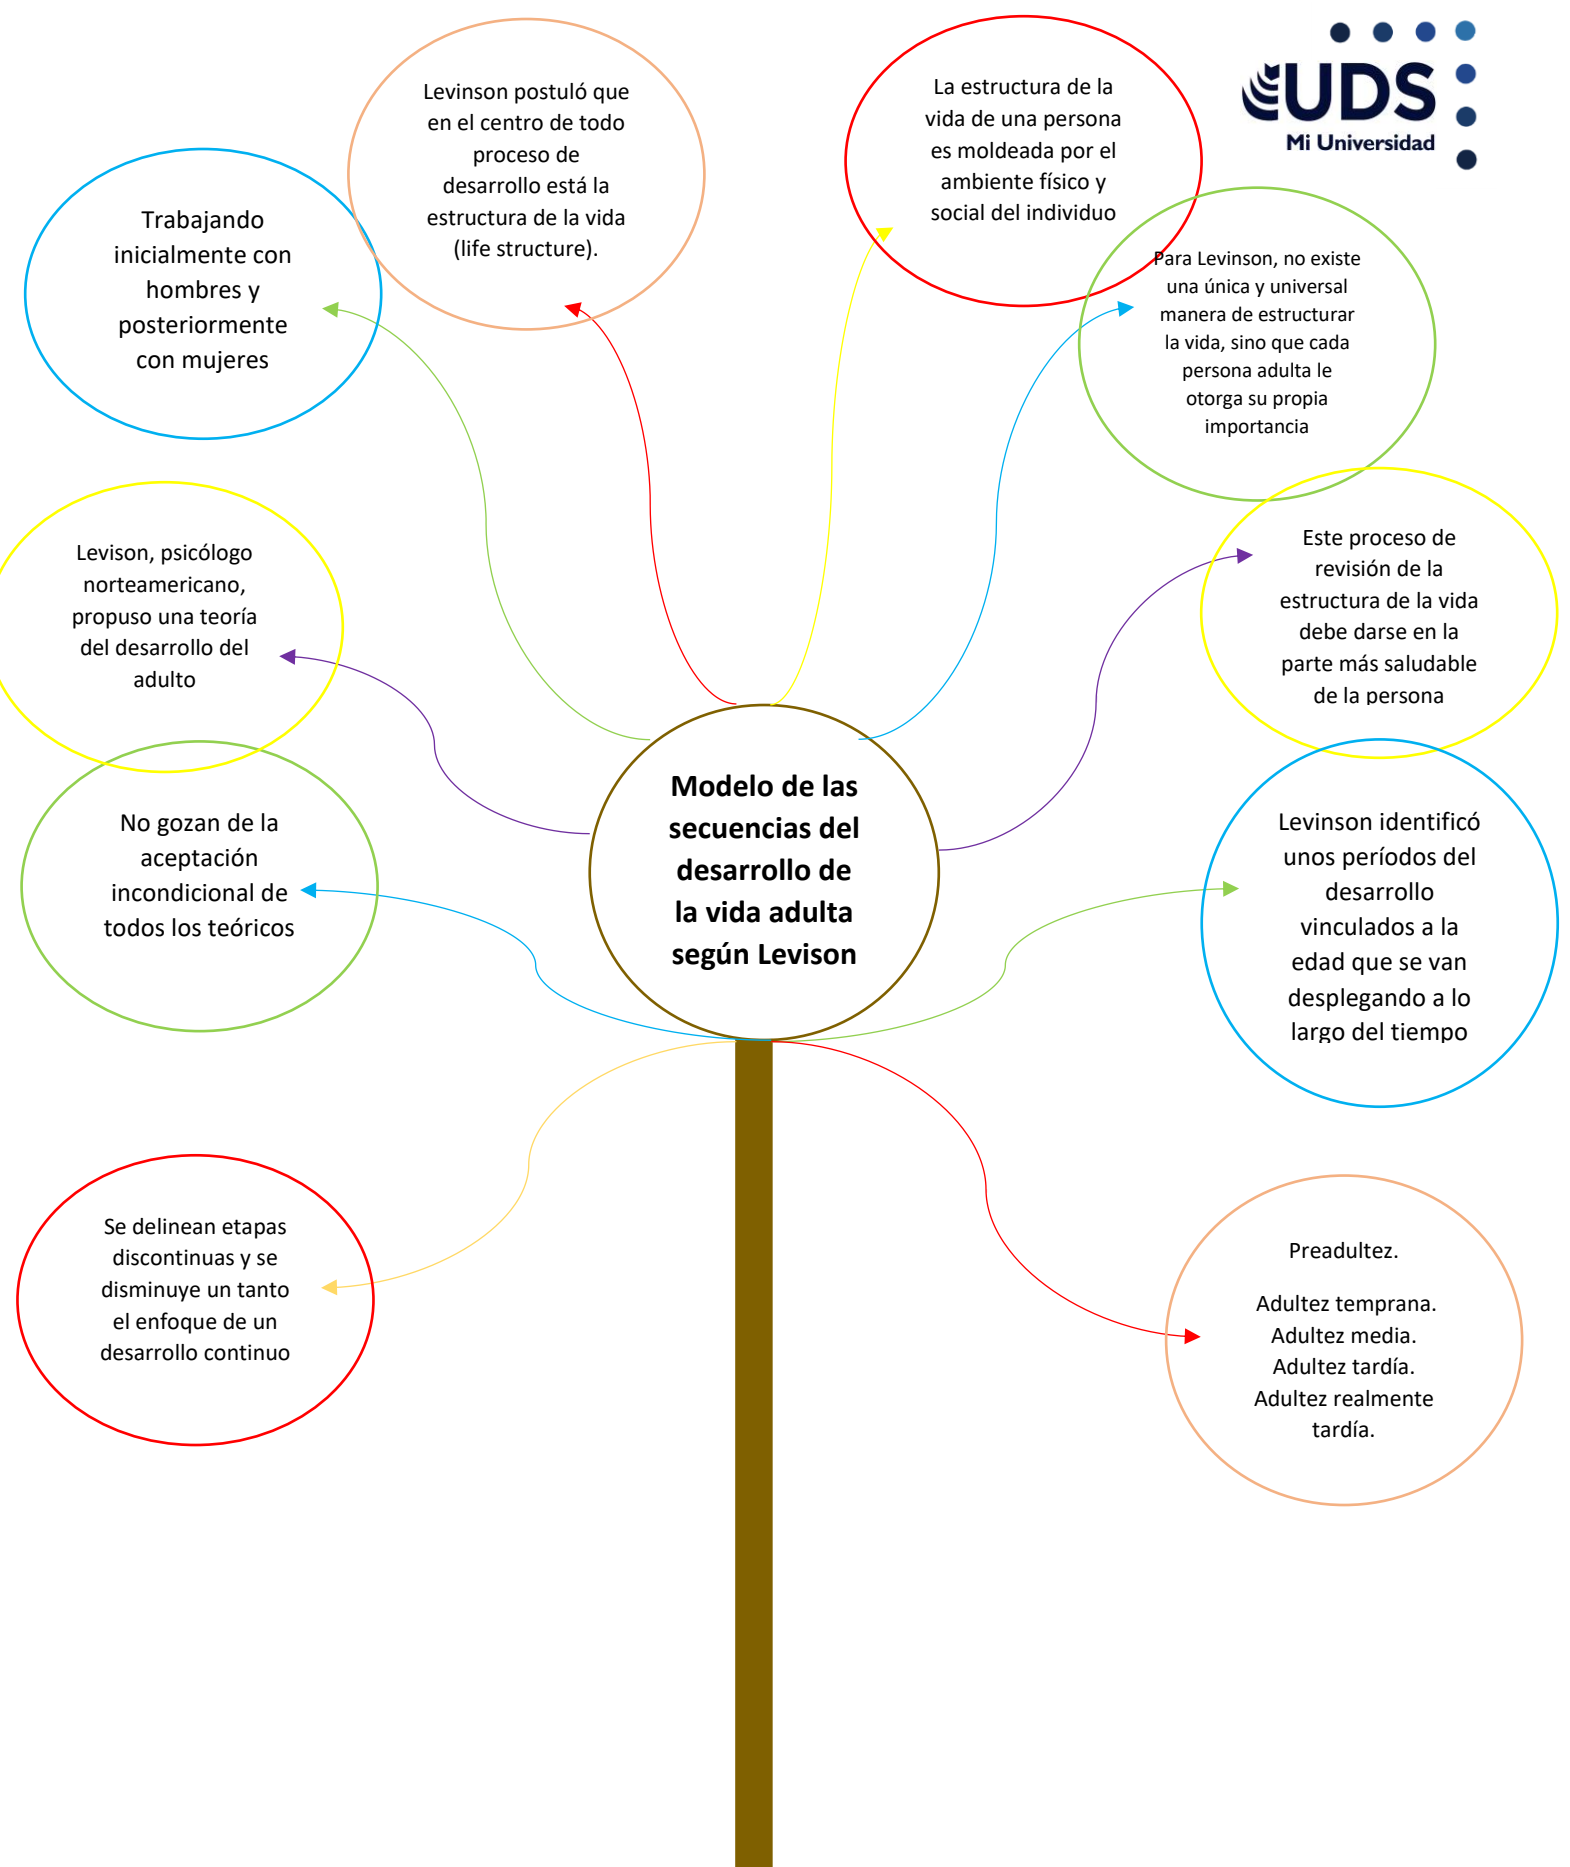 UDS
Mi Universidad
Levinson postuló que
en el centro de todo
proceso de
desarrollo está la
estructura de la vida
(life structure).
La estructura de la
vida de una persona
es moldeada por el
ambiente físico y
social del individuo
Trabajando
inicialmente con
hombres y
posteriormente
con mujeres
Para Levinson, no existe
una única y universal
manera de estructurar
la vida, sino que cada
persona adulta le
otorga su propia
importancia
Levison, psicólogo
norteamericano,
propuso una teoría
del desarrollo del
adulto
Este proceso de
revisión de la
estructura de la vida
debe darse en la
parte más saludable
de la persona
Modelo de las
secuencias del
desarrollo de
la vida adulta
según Levison
No gozan de la
aceptación
incondicional de
todos los teóricos
Levinson identificó
unos períodos del
desarrollo
vinculados a la
edad que se van
desplegando a lo
largo del tiempo
Se delinean etapas
discontinuas y se
disminuye un tanto
el enfoque de un
desarrollo continuo
Preadultez.
Adultez temprana.
Adultez media.
Adultez tardía.
Adultez realmente
tardía.